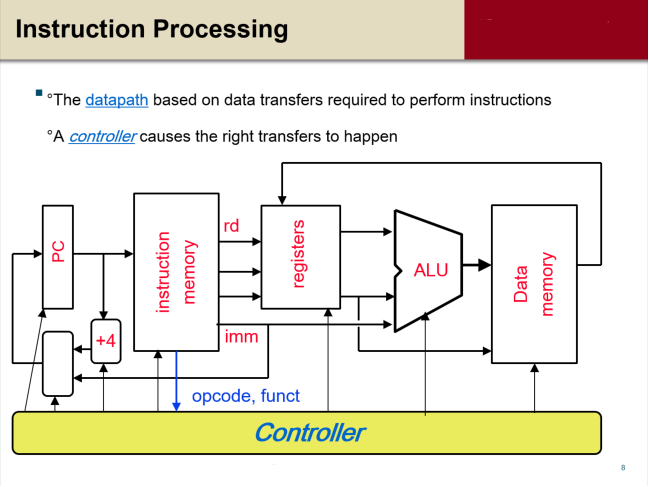 Instruction Processing
°The datapath based on data transfers required to perform instructions
°A controller causes the right transfers to happen
PC
+4
instruction
memory
rd
imm
opcode, funct
registers
ALU
Data
memory
Controller
8